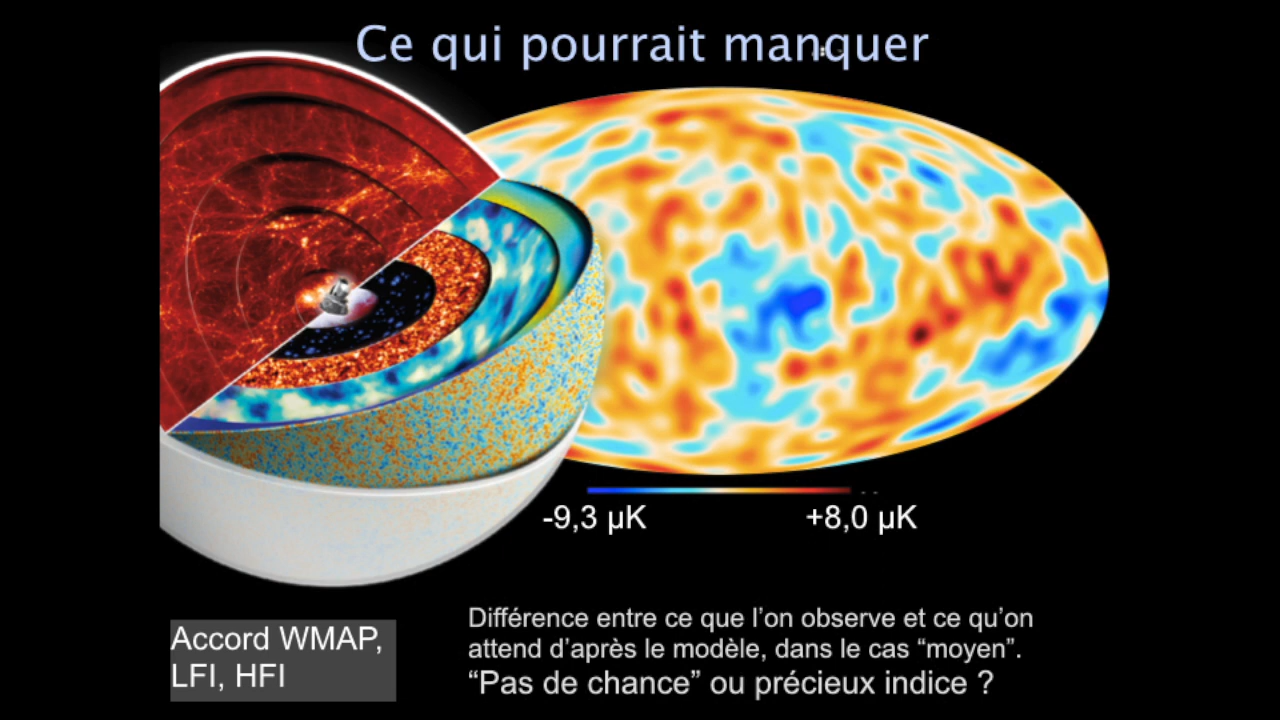 Ce qui pourrait manquer
-9,3 µK
+8,0 µK
Accord WMAP,
LFI, HFI
Différence entre ce que l’on observe et ce qu’on
attend d’après le modèle, dans le cas “moyen”.
“Pas de chance” ou précieux indice ?